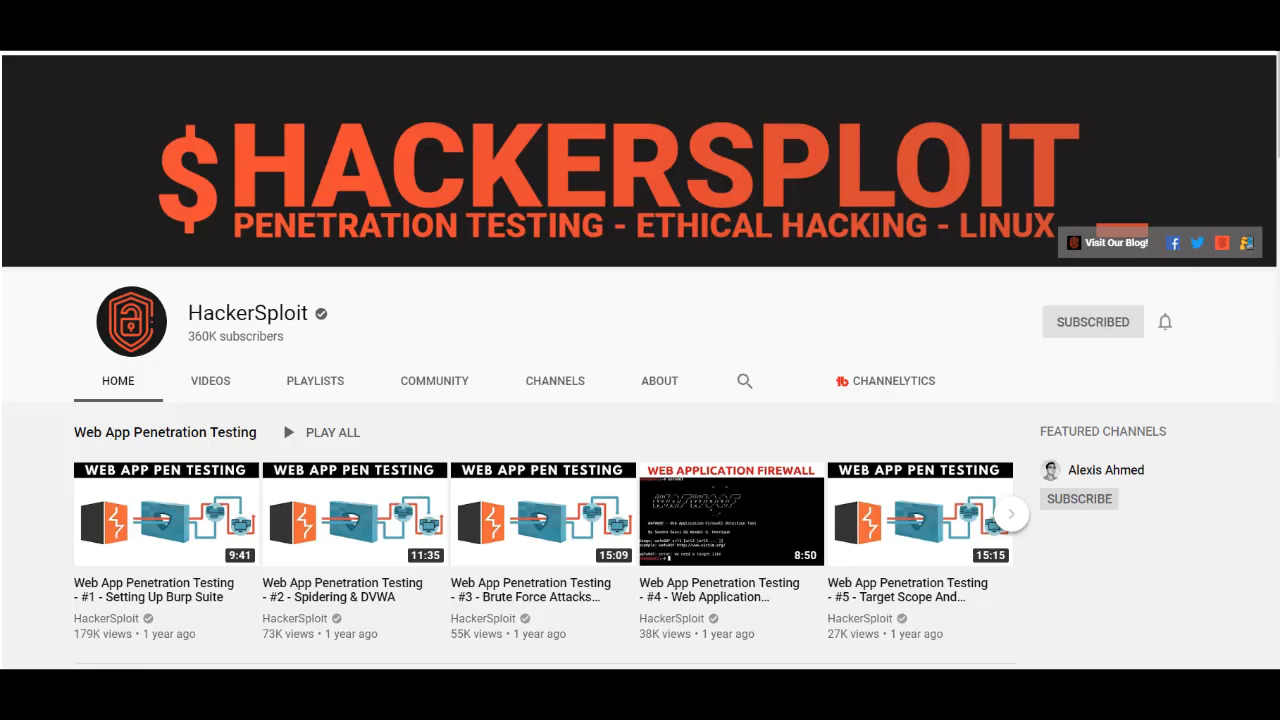 $HACKERSPLOIT
PENETRATION TESTING - ETHICAL HACKING - LINUX
Visit Our Blog!
HackerSploit
360K subscribers
SUBSCRIBED
HOME
VIDEOS
PLAYLISTS
COMMUNITY
CHANNELS
ABOUT
CHANNELYTICS
Web App Penetration Testing
PLAY ALL
FEATURED CHANNELS
Alexis Ahmed
SUBSCRIBE
WEB APP PEN TESTING
9:41
Web App Penetration Testing
- #1 - Setting Up Burp Suite
HackerSploit
179K views • 1 year ago
WEB APP PEN TESTING
11:35
Web App Penetration Testing
- #2 - Spidering & DVWA
HackerSploit
73K views • 1 year ago
WEB APP PEN TESTING
15:09
Web App Penetration Testing
- #3 - Brute Force Attacks...
HackerSploit
55K views • 1 year ago
WEB APPLICATION FIREWALL
8:50
Web App Penetration Testing
- #4 - Web Application...
HackerSploit
38K views • 1 year ago
WEB APP PEN TESTING
15:15
Web App Penetration Testing
- #5 - Target Scope And...
HackerSploit
27K views • 1 year ago